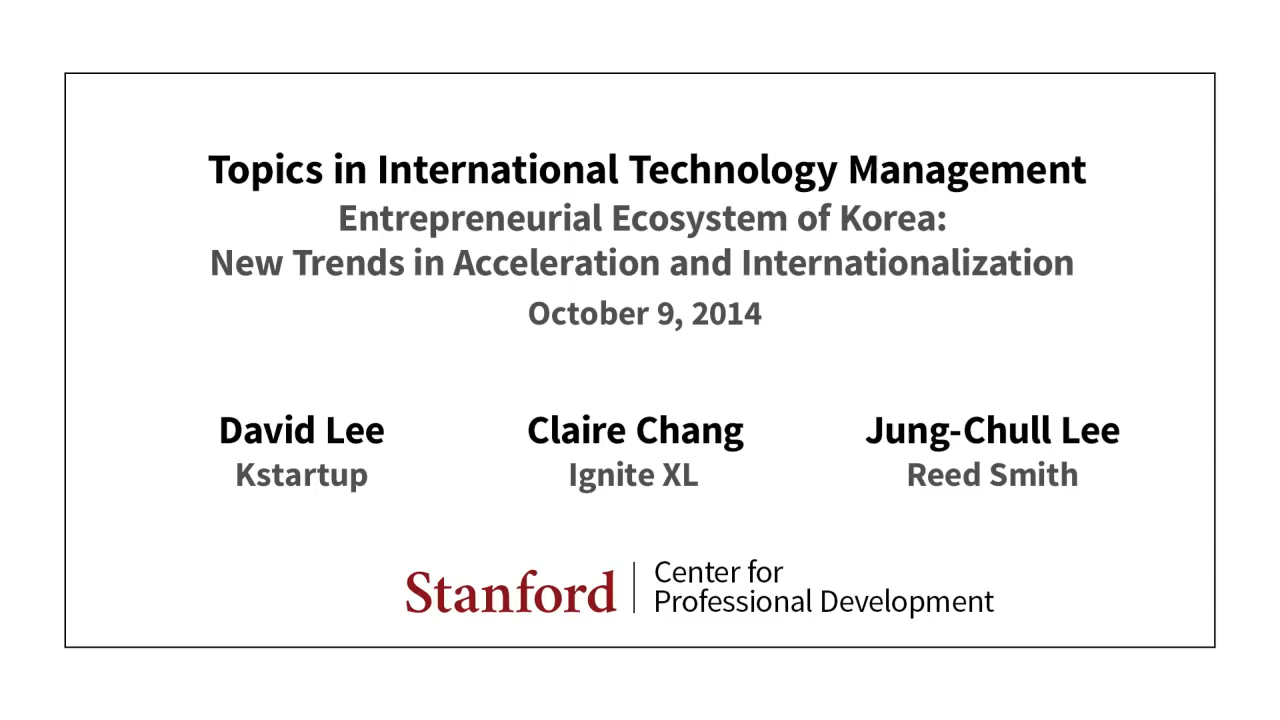 Topics in International Technology Management
Entrepreneurial Ecosystem of Korea:
New Trends in Acceleration and Internationalization
October 9, 2014
David Lee
Kstartup
Claire Chang
Ignite XL
Jung-Chull Lee
Reed Smith
Stanford
Center for
Professional Development